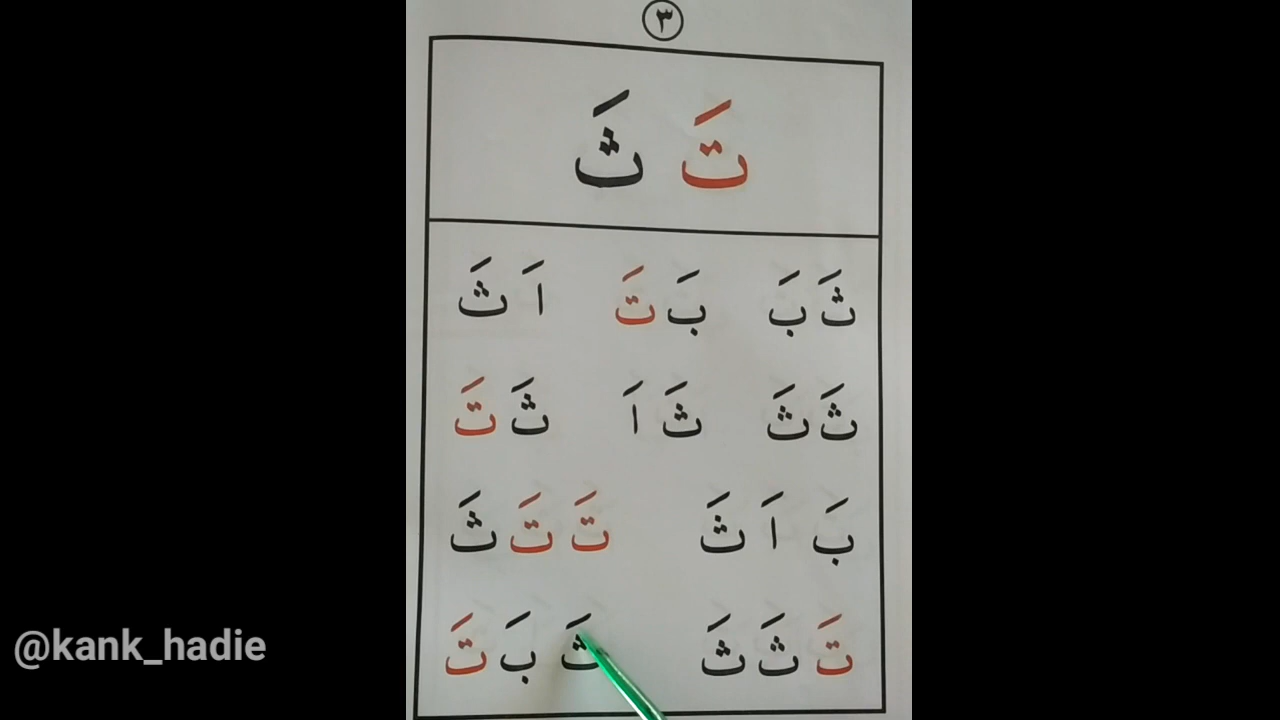 ٣
تَ ثَ
ثَ بَ بَ تَ اَ ثَ
ثَ ثَ ثَ اَ ثَ تَ
بَ اَ ثَ تَ تَ ثَ
تَ ثَ ثَ ثَ بَ تَ
@kank_hadie